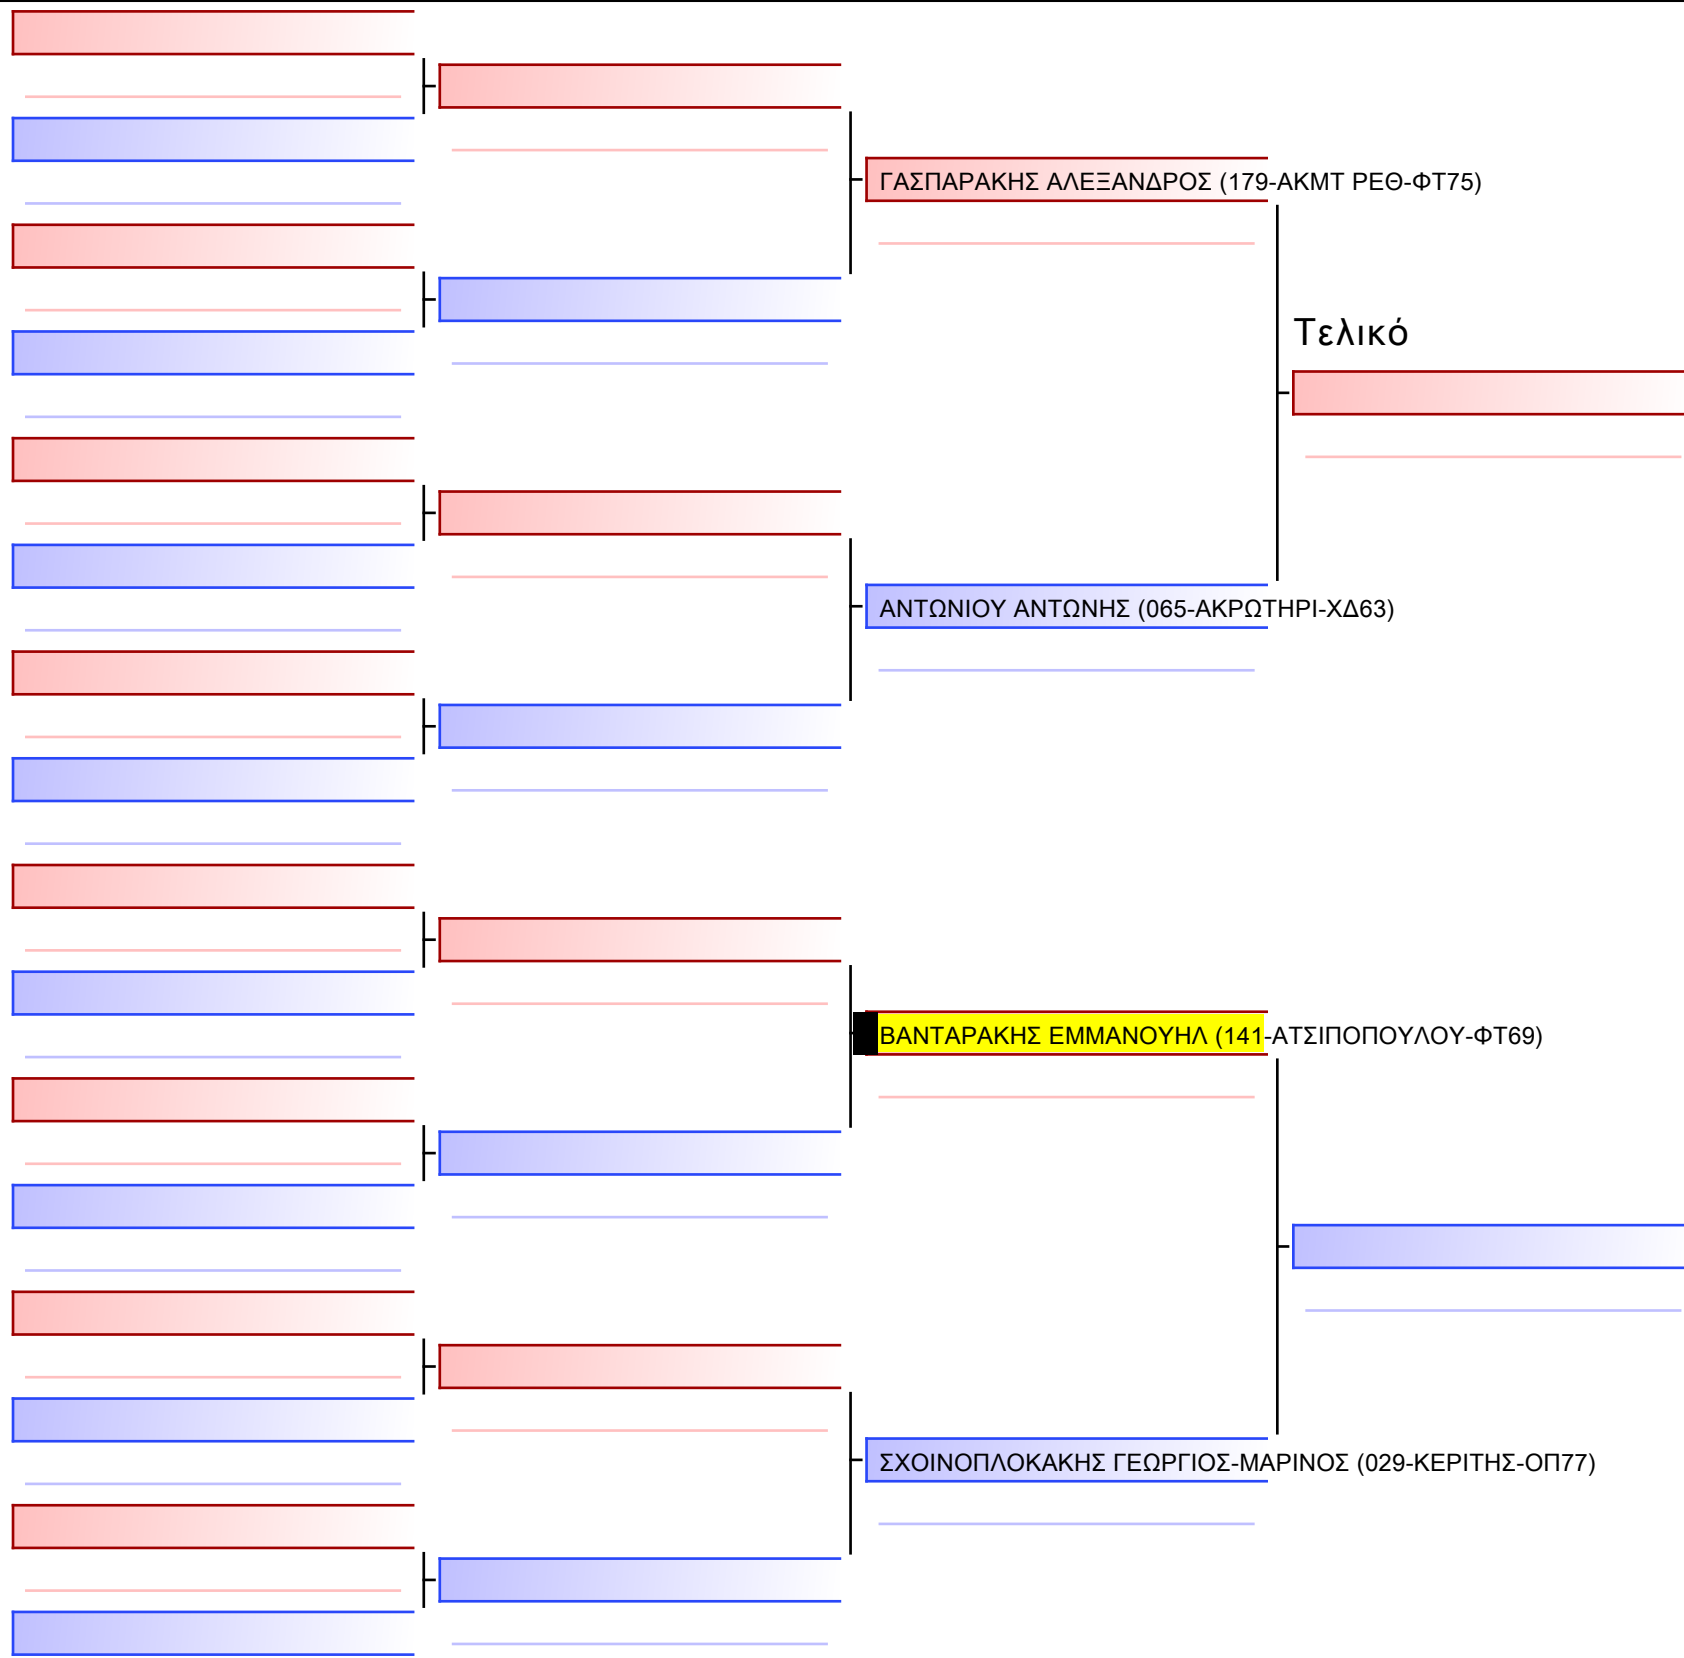 ΓΑΣΠΑΡΑΚΗΣ ΑΛΕΞΑΝΔΡΟΣ (179-ΑΚΜΤ ΡΕΘ-ΦΤ75)
Τελικό
ΑΝΤΩΝΙΟΥ ΑΝΤΩΝΗΣ (065-ΑΚΡΩΤΗΡΙ-ΧΔ63)
ΒΑΝΤΑΡΑΚΗΣ ΕΜΜΑΝΟΥΗΛ (141-ΑΤΣΙΠΟΠΟΥΛΟΥ-ΦΤ69)
ΣΧΟΙΝΟΠΛΟΚΑΚΗΣ ΓΕΩΡΓΙΟΣ-ΜΑΡΙΝΟΣ (029-ΚΕΡΙΤΗΣ-ΟΠ77)